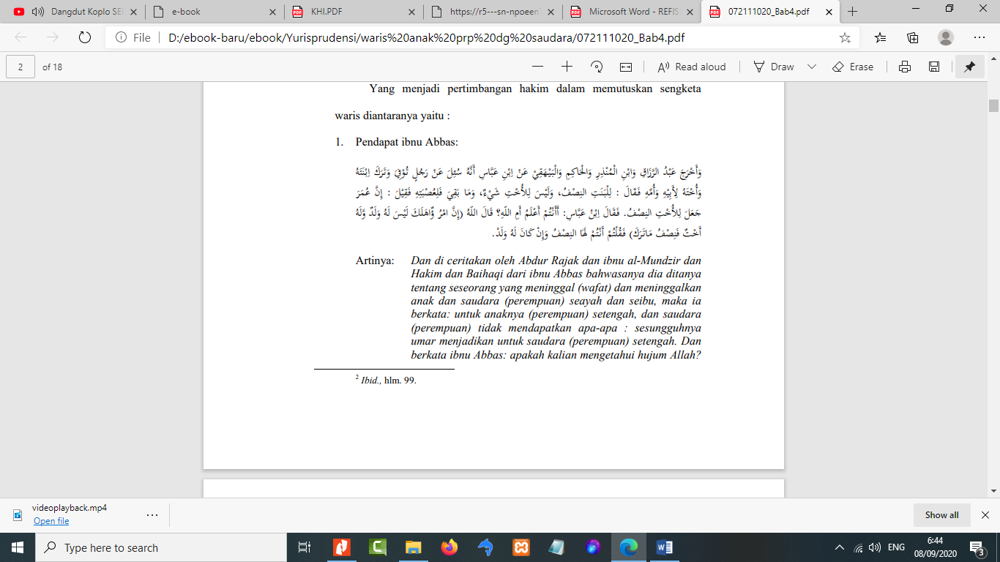 Dangdut Koplo SEF
e-book
KHI.PDF
https://r5---sn-npoeen
Microsoft Word - REFIS
072111020_Bab4.pdf
File D:/ebook-baru/ebook/Yurisprudensi/waris%20anak%20prp%20dg%20saudara/072111020_Bab4.pdf
2 of 18 Read aloud Draw Erase
Yang menjadi pertimbangan hakim dalam memutuskan sengketa
waris diantaranya yaitu :
1. Pendapat ibnu Abbas:
وَأَخْرَجَ عَبْدُ الرَّزَاقِ وَابْنِ الْمُنْذِرِ وَالْحَاكِمِ وَالْبَيْهَقِيْ عَنْ اِبْنِ عَبَّاسٍ أَنَّهُ سُئِلَ عَنْ رَجُلٍ تُوُفِّيَ وَتَرَكَ اِبْنَتَهُ
وَأُخْتَهُ لِأَبِيْهِ وَأُمِّهِ فَقَالَ : لِلْبَنَتِ النِصْفُ، وَلَيْسَ لِلأُخْتِ شَيْءٌ، وَمَا بَقِيَ فَلِعُصْبَتِهِ فَقِيْلَ : إِنَّ عُمَرَ
جَعَلَ لِلأُخْتِ النِصْفُ. فَقَالَ اِبْنُ عَبَّاسٍ: أَأَنْتُمْ أَعْلَمُ أَمِ اللّهِ؟ قَالَ اللّهُ (إِنَّ امْرُ ؤٌاهَلَكَ لَيْسَ لَهُ وَلَدٌ وَّلَهُ
أُخْتٌ فَنِصْفُ مَاتَرَكَ) فَقُلْتُمْ أَنْتُمْ لَهَا النِصْفُ وَإِنْ كَانَ لَهُ وَلَدٌ.
Artinya: Dan di ceritakan oleh Abdur Rajak dan ibnu al-Mundzir dan
Hakim dan Baihaqi dari ibnu Abbas bahwasanya dia ditanya
tentang seseorang yang meninggal (wafat) dan meninggalkan
anak dan saudara (perempuan) seayah dan seibu, maka ia
berkata: untuk anaknya (perempuan) setengah, dan saudara
(perempuan) tidak mendapatkan apa-apa : sesungguhnya
umar menjadikan untuk saudara (perempuan) setengah. Dan
berkata ibnu Abbas: apakah kalian mengetahui hujum Allah?
2 Ibid., hlm. 99.
videoplayback.mp4
Open file
Show all
Type here to search
ENG
6:44
08/09/2020
3